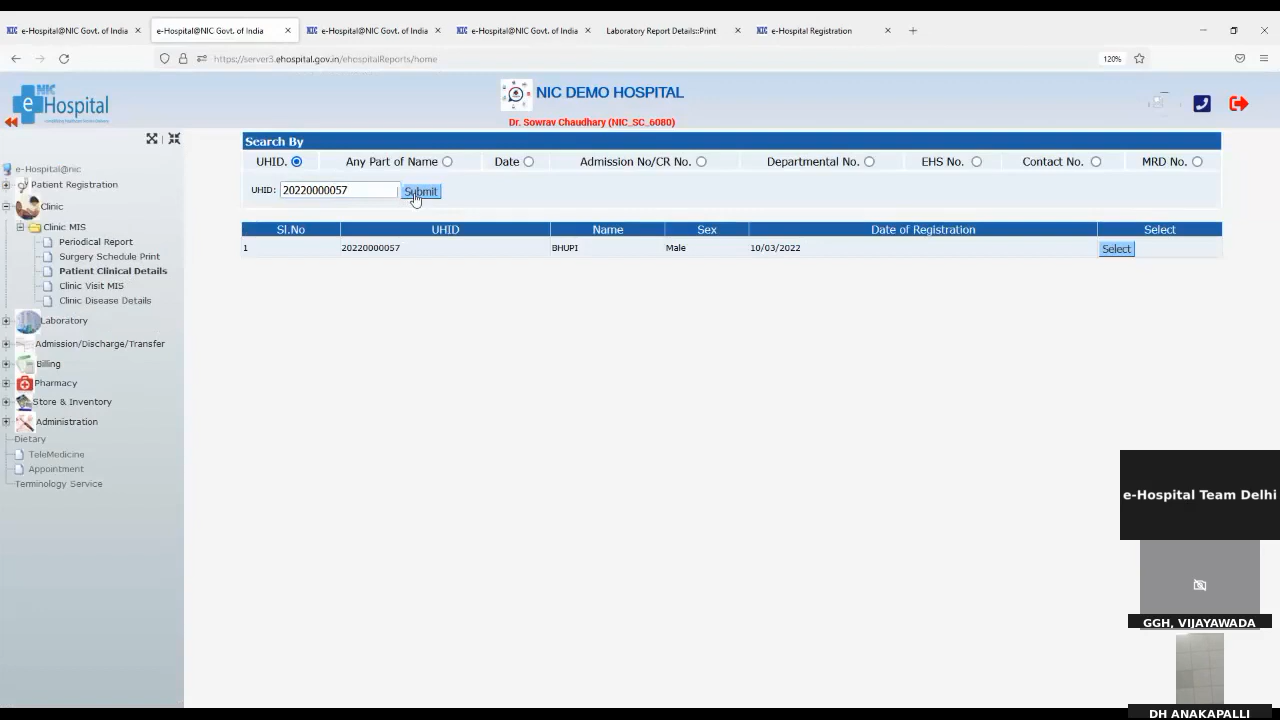 e-Hospital@NIC Govt. of India
e-Hospital@NIC Govt. of India
e-Hospital@NIC Govt. of India
e-Hospital@NIC Govt. of India
Laboratory Report Details::Print
e-Hospital Registration
https://server3.ehospital.gov.in/ehospitalReports/home
120%
NIC
eHospital
NIC DEMO HOSPITAL
Dr. Sowrav Chaudhary (NIC_SC_6080)
e-Hospital@nic
Patient Registration
Clinic
Clinic MIS
Periodical Report
Surgery Schedule Print
Patient Clinical Details
Clinic Visit MIS
Clinic Disease Details
Laboratory
Admission/Discharge/Transfer
Billing
Pharmacy
Store & Inventory
Administration
Dietary
TeleMedicine
Appointment
Terminology Service
Search By
UHID. Any Part of Name Date Admission No/CR No. Departmental No. EHS No. Contact No. MRD No.
UHID: 20220000057 Submit
Sl.No UHID Name Sex Date of Registration Select
1 20220000057 BHUPI Male 10/03/2022 Select
e-Hospital Team Delhi
GGH, VIJAYAWADA
DH ANAKAPALLI